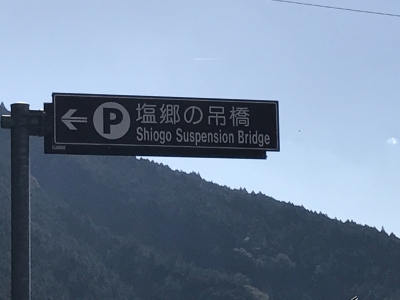 ← P 塩郷の吊橋
Shiogo Suspension Bridge